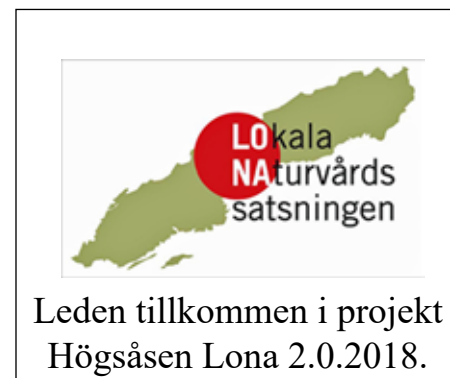 LOkala
NAturvårds
satsningen
Leden tillkommen i projekt
Högsåsen Lona 2.0.2018.